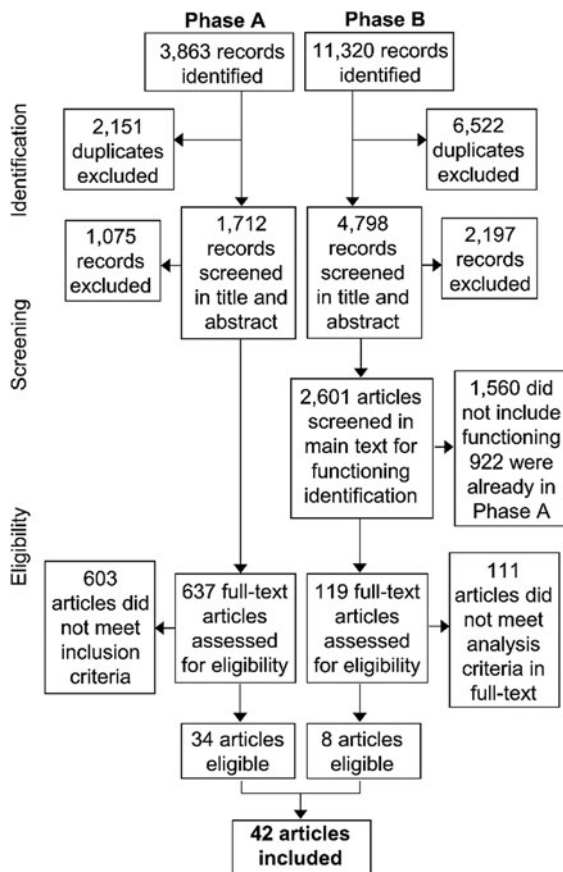 Phase A
Phase B
3,863 records
identified
11,320 records
identified
Identification
2,151
duplicates
excluded
6,522
duplicates
excluded
Screening
1,075
records
excluded
1,712
records
screened
in title and
abstract
4,798
records
screened
in title and
abstract
2,197
records
excluded
2,601 articles
screened in
main text for
functioning
identification
1,560 did
not include
functioning
922 were
already in
Phase A
Eligibility
603
articles did
not meet
inclusion
criteria
637 full-text
articles
assessed
for eligibility
119 full-text
articles
assessed
for eligibility
111
articles did
not meet
analysis
criteria in
full-text
34 articles
eligible
8 articles
eligible
42 articles
included